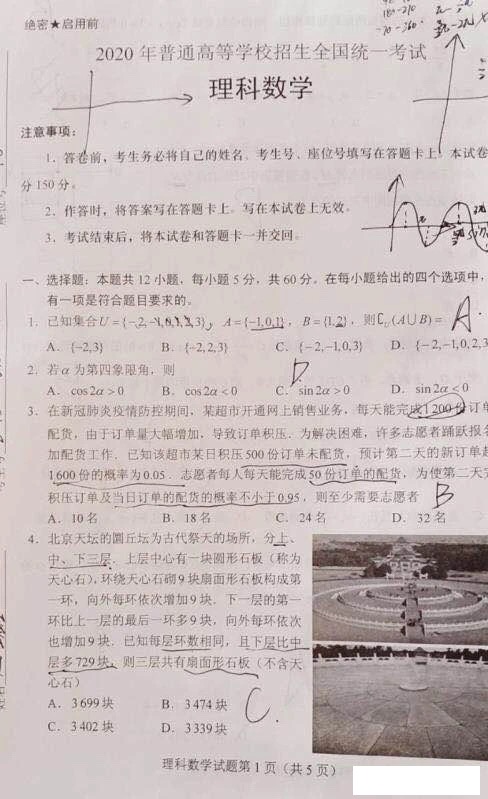 绝密★启用前
2020年普通高等学校招生全国统一考试
理科数学
注意事项：
1．答卷前，考生务必将自己的姓名、考生号、座位号填写在答题卡上。本试卷
分150分。
2．作答时，将答案写在答题卡上。写在本试卷上无效。
3．考试结束后，将本试卷和答题卡一并交回。
一、选择题：本题共12小题，每小题5分，共60分。在每小题给出的四个选项中，
有一项是符合题目要求的。
1．已知集合U={−2,−1,0,1,2,3}，A={−1,0,1}，B={1,2}，则∁U(A∪B)= A
A．{−2,3} B．{−2,2,3} C．{−2,−1,0,3} D．{−2,−1,0,2,3
2．若α为第四象限角，则 D
A．cos2α>0 B．cos2α<0 C．sin2α>0 D．sin2α<0
3．在新冠肺炎疫情防控期间，某超市开通网上销售业务，每天能完成1200份订单
配货，由于订单量大幅增加，导致订单积压．为解决困难，许多志愿者踊跃报名
加配货工作．已知该超市某日积压500份订单未配货，预计第二天的新订单超
1600份的概率为0.05．志愿者每人每天能完成50份订单的配货，为使第二天完
积压订单及当日订单的配货的概率不小于0.95，则至少需要志愿者 B
A．10名 B．18名 C．24名 D．32名
4．北京天坛的圜丘坛为古代祭天的场所，分上、
中、下三层．上层中心有一块圆形石板（称为
天心石），环绕天心石砌9块扇面形石板构成第
一环，向外每环依次增加9块．下一层的第一
环比上一层的最后一环多9块，向外每环依次
也增加9块．已知每层环数相同，且下层比中
层多729块，则三层共有扇面形石板（不含天
心石）
A．3699块 B．3474块 C
C．3402块 D．3339块
理科数学试题第1页（共5页）